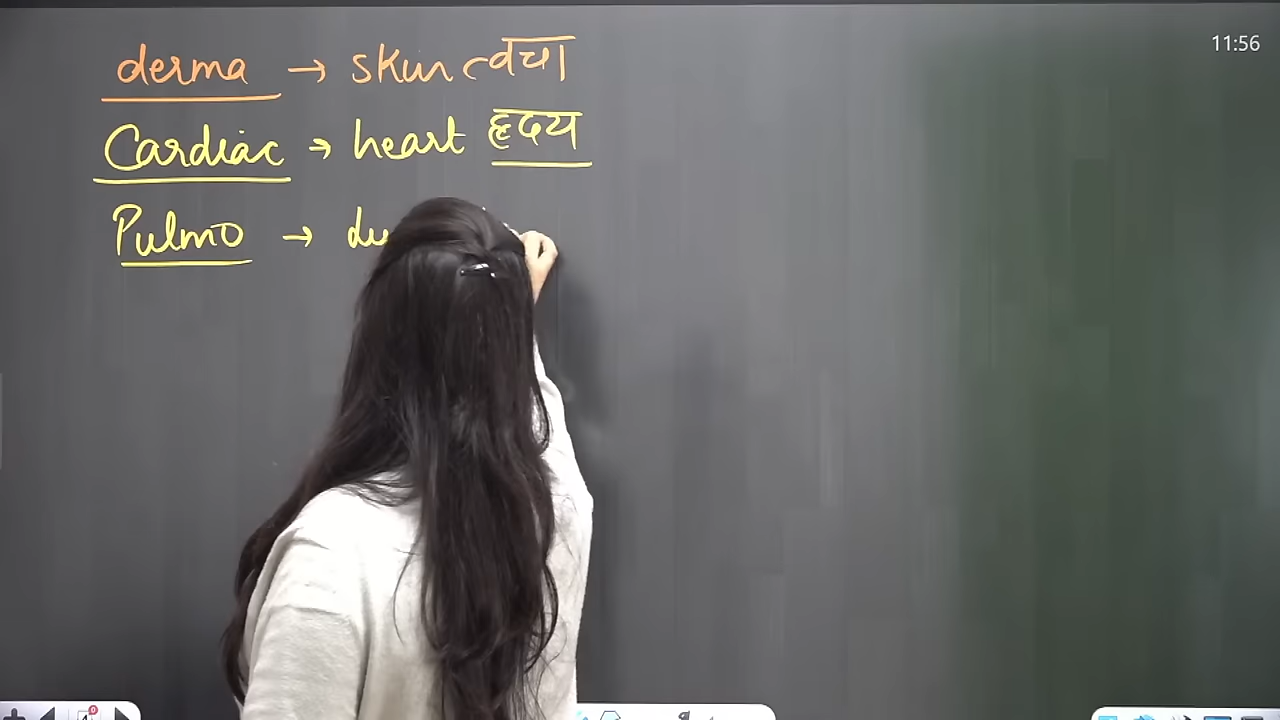 11:56
derma → skin त्वचा
Cardiac → heart हृदय
Pulmo →